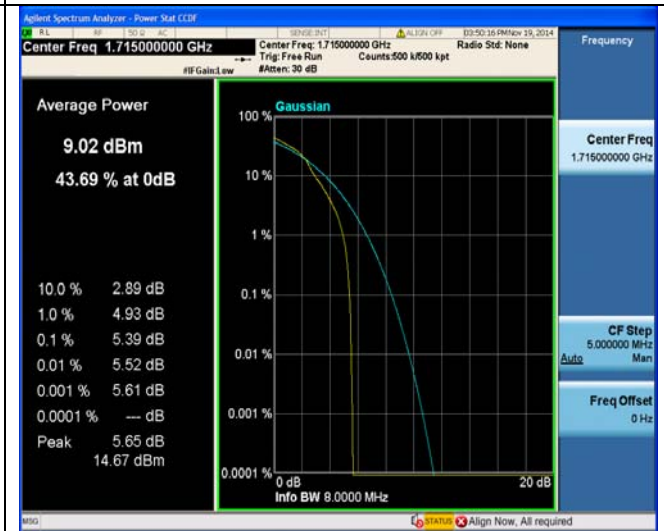 Agilent Spectrum Analyzer - Power Stat CCDF
RL RF 50 Ω AC SENSE:INT ALIGN OFF 03:50:16 PM Nov 19, 2014
Center Freq 1.715000000 GHz
Center Freq: 1.715000000 GHz
Radio Std: None
Trig: Free Run Counts:500 k/500 kpt
#IFGain:Low #Atten: 30 dB
Frequency
Average Power
9.02 dBm
43.69 % at 0dB
10.0 % 2.89 dB
1.0 % 4.93 dB
0.1 % 5.39 dB
0.01 % 5.52 dB
0.001 % 5.61 dB
0.0001 % --- dB
Peak 5.65 dB
14.67 dBm
Gaussian
100 %
10 %
1 %
0.1 %
0.01 %
0.001 %
0.0001 %
0 dB 20 dB
Info BW 8.0000 MHz
Center Freq
1.715000000 GHz
CF Step
5.000000 MHz
Auto Man
Freq Offset
0 Hz
MSG STATUS Align Now, All required